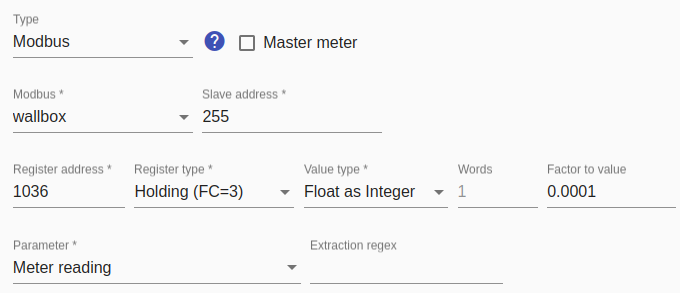 Type
Modbus ? Master meter
Modbus * Slave address *
wallbox 255
Register address * Register type * Value type * Words Factor to value
1036 Holding (FC=3) Float as Integer 1 0.0001
Parameter * Extraction regex
Meter reading